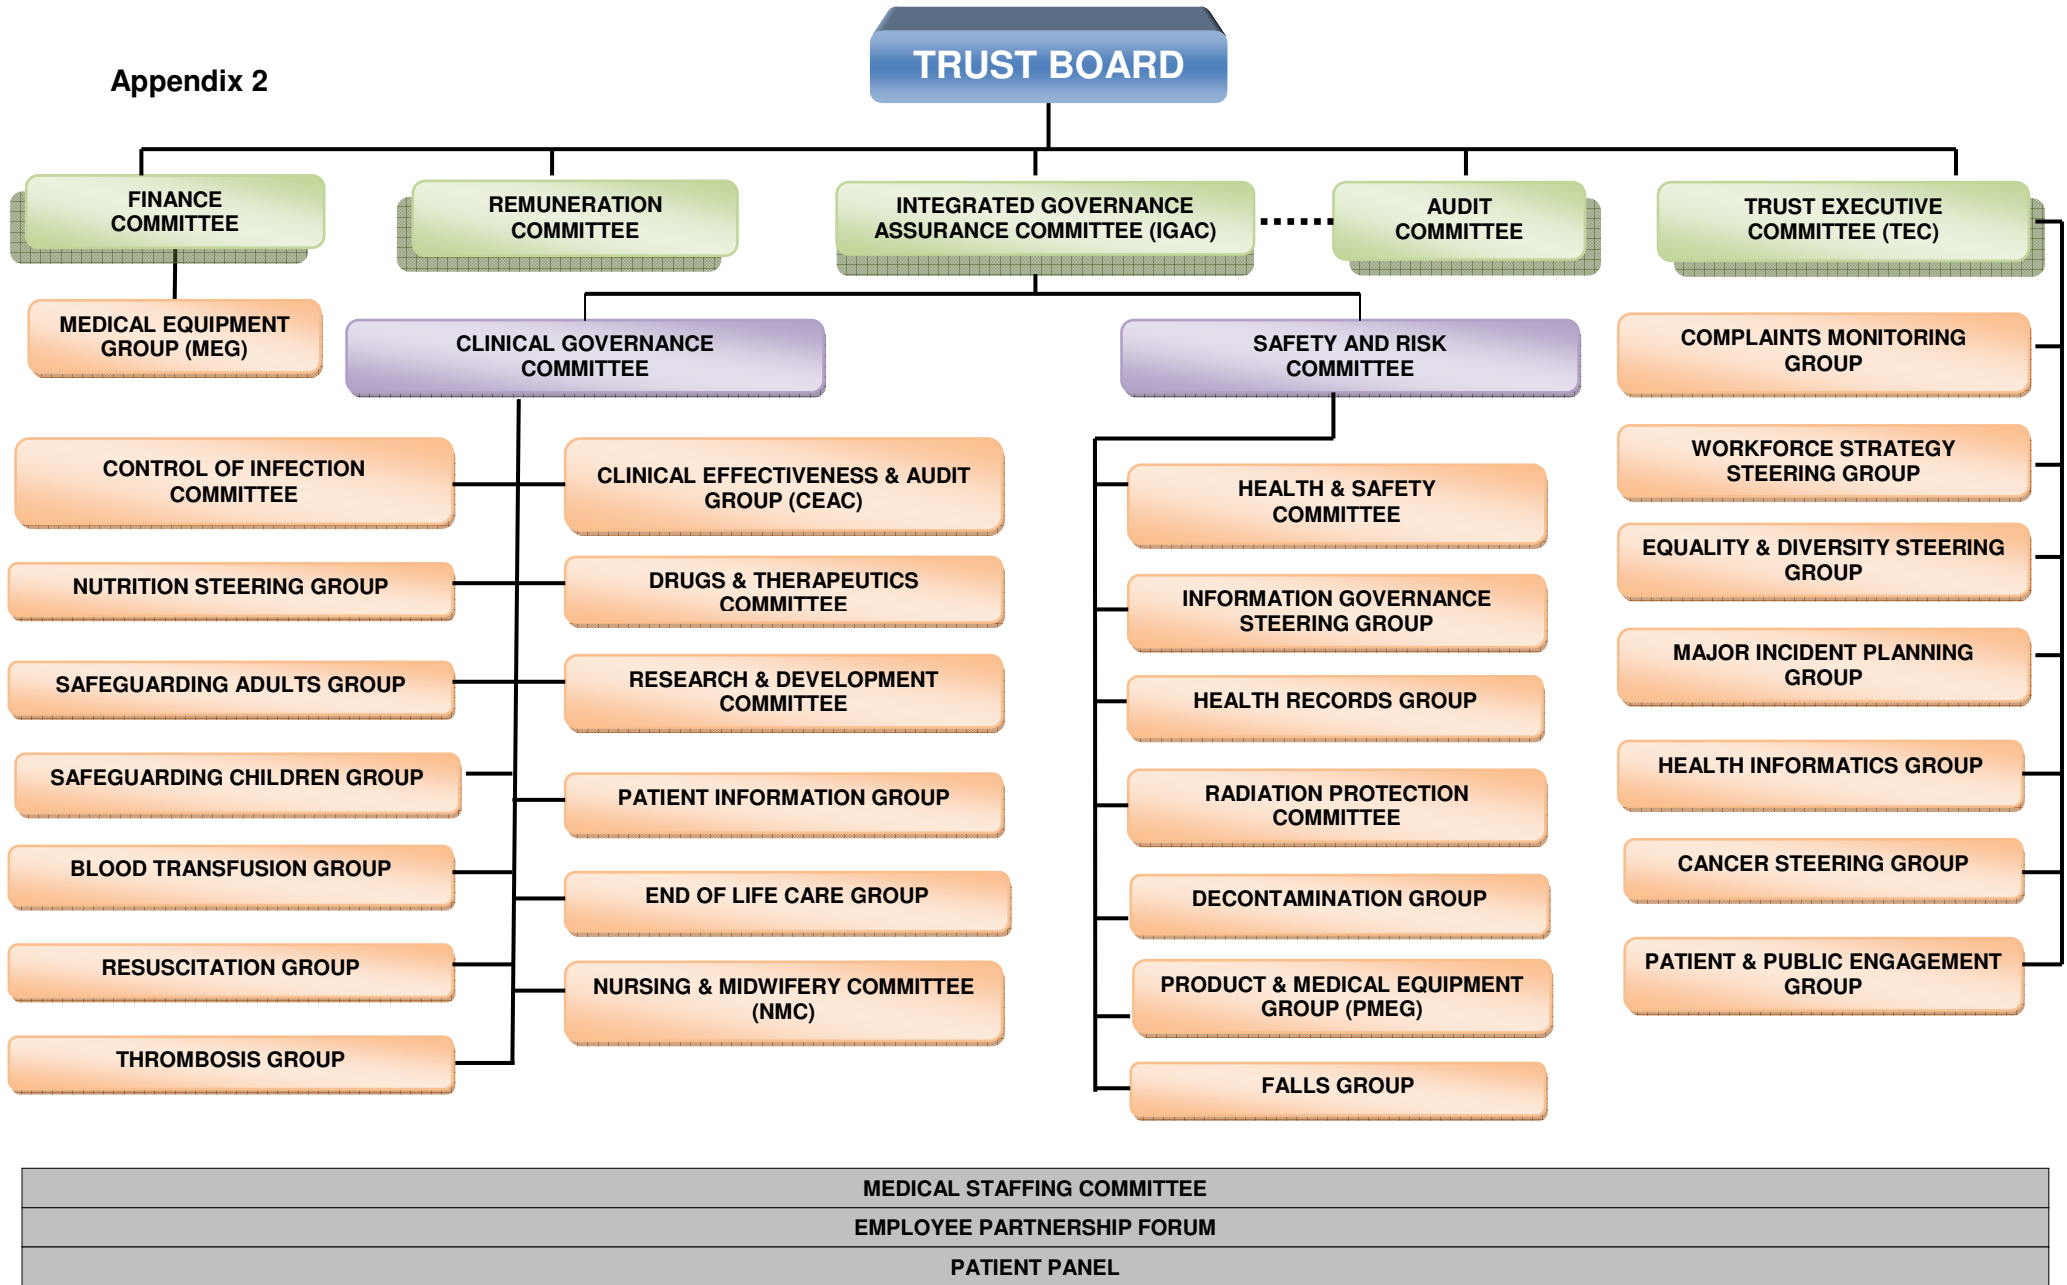 TRUST BOARD
Appendix 2
FINANCE
COMMITTEE
REMUNERATION
COMMITTEE
INTEGRATED GOVERNANCE
ASSURANCE COMMITTEE (IGAC)
AUDIT
COMMITTEE
TRUST EXECUTIVE
COMMITTEE (TEC)
MEDICAL EQUIPMENT
GROUP (MEG)
CLINICAL GOVERNANCE
COMMITTEE
SAFETY AND RISK
COMMITTEE
CONTROL OF INFECTION
COMMITTEE
NUTRITION STEERING GROUP
SAFEGUARDING ADULTS GROUP
SAFEGUARDING CHILDREN GROUP
BLOOD TRANSFUSION GROUP
RESUSCITATION GROUP
THROMBOSIS GROUP
CLINICAL EFFECTIVENESS & AUDIT
GROUP (CEAC)
DRUGS & THERAPEUTICS
COMMITTEE
RESEARCH & DEVELOPMENT
COMMITTEE
PATIENT INFORMATION GROUP
END OF LIFE CARE GROUP
NURSING & MIDWIFERY COMMITTEE
(NMC)
HEALTH & SAFETY
COMMITTEE
INFORMATION GOVERNANCE
STEERING GROUP
HEALTH RECORDS GROUP
RADIATION PROTECTION
COMMITTEE
DECONTAMINATION GROUP
PRODUCT & MEDICAL EQUIPMENT
GROUP (PMEG)
FALLS GROUP
COMPLAINTS MONITORING
GROUP
WORKFORCE STRATEGY
STEERING GROUP
EQUALITY & DIVERSITY STEERING
GROUP
MAJOR INCIDENT PLANNING
GROUP
HEALTH INFORMATICS GROUP
CANCER STEERING GROUP
PATIENT & PUBLIC ENGAGEMENT
GROUP
MEDICAL STAFFING COMMITTEE
EMPLOYEE PARTNERSHIP FORUM
PATIENT PANEL